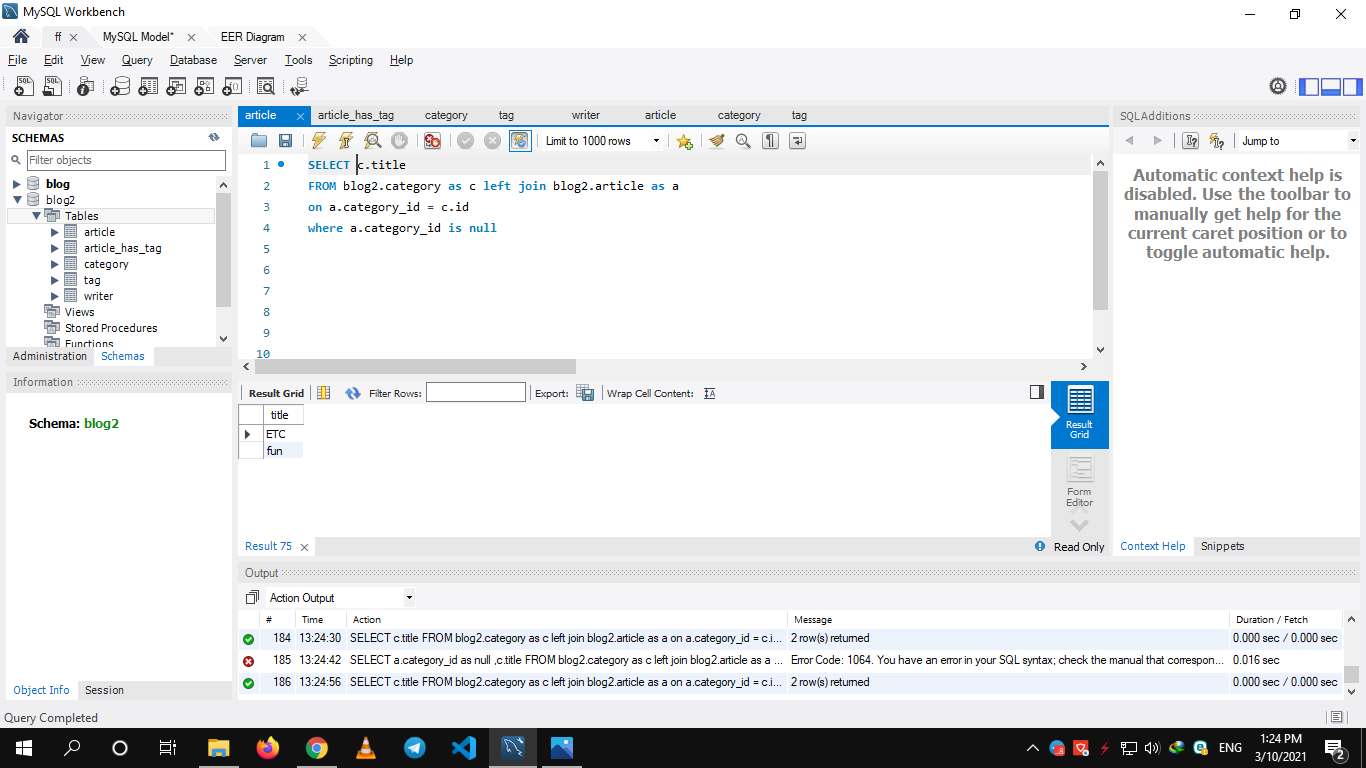 MySQL Workbench
ff
MySQL Model*
EER Diagram
File Edit View Query Database Server Tools Scripting Help
Navigator
SCHEMAS
Filter objects
blog
blog2
Tables
article
article_has_tag
category
tag
writer
Views
Stored Procedures
Functions
Administration Schemas
Information
Schema: blog2
Object Info Session
article article_has_tag category tag writer article category tag
Limit to 1000 rows
1 SELECT c.title
2 FROM blog2.category as c left join blog2.article as a
3 on a.category_id = c.id
4 where a.category_id is null
5
6
7
8
9
10
Result Grid Filter Rows: Export: Wrap Cell Content:
title
ETC
fun
Result Grid
Form Editor
Result 75
Read Only
SQLAdditions
Jump to
Automatic context help is
disabled. Use the toolbar to
manually get help for the
current caret position or to
toggle automatic help.
Context Help Snippets
Output
Action Output
# Time Action Message Duration / Fetch
184 13:24:30 SELECT c.title FROM blog2.category as c left join blog2.article as a on a.category_id = c.i... 2 row(s) returned 0.000 sec / 0.000 sec
185 13:24:42 SELECT a.category_id as null ,c.title FROM blog2.category as c left join blog2.article as a ... Error Code: 1064. You have an error in your SQL syntax; check the manual that correspon... 0.016 sec
186 13:24:56 SELECT c.title FROM blog2.category as c left join blog2.article as a on a.category_id = c.i... 2 row(s) returned 0.000 sec / 0.000 sec
Query Completed
ENG
1:24 PM
3/10/2021
2